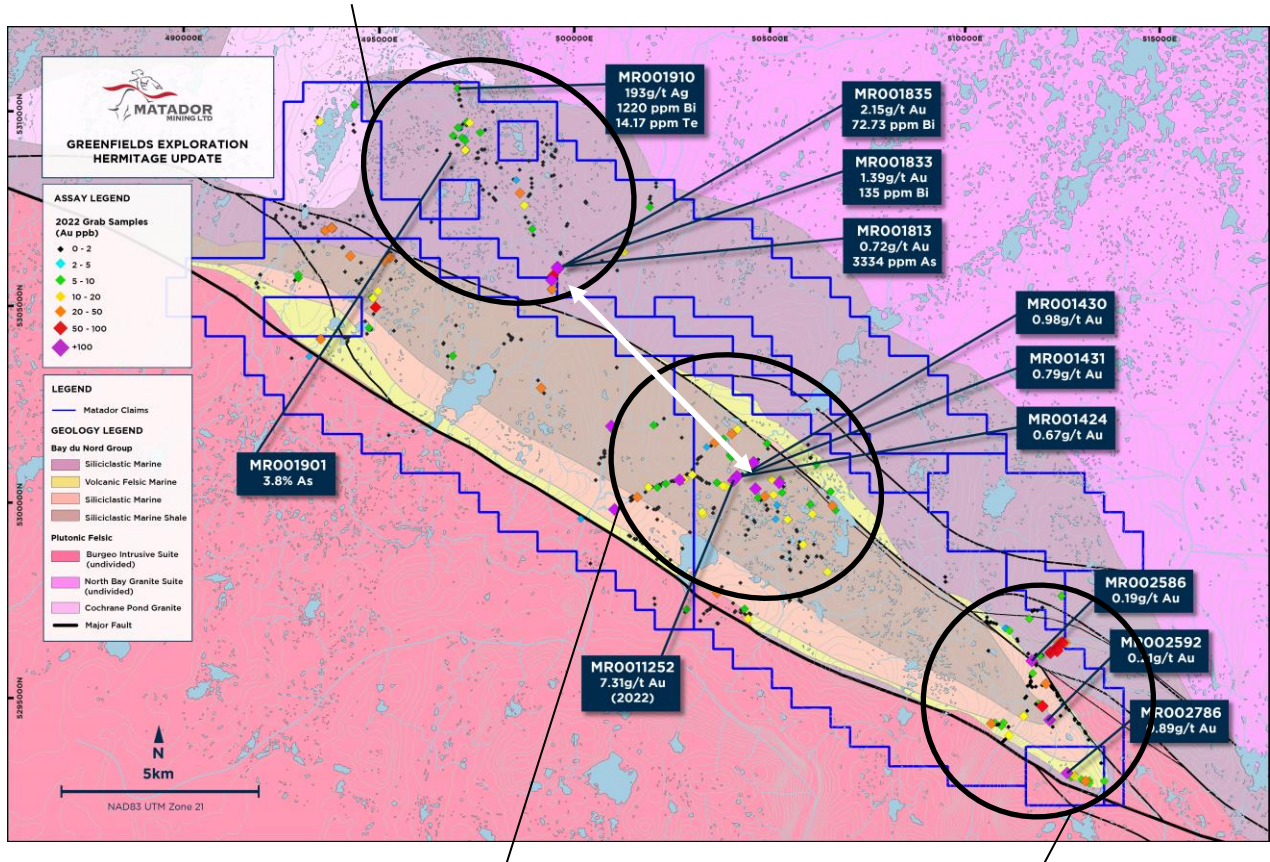 490000E
495000E
500000E
505000E
510000E
515000E
5310000N
5305000N
5300000N
5295000N
MATADOR
MINING LTD
GREENFIELDS EXPLORATION
HERMITAGE UPDATE
ASSAY LEGEND
2022 Grab Samples
(Au ppb)
0 - 2
2 - 5
5 - 10
10 - 20
20 - 50
50 - 100
+100
LEGEND
Matador Claims
GEOLOGY LEGEND
Bay du Nord Group
Siliciclastic Marine
Volcanic Felsic Marine
Siliciclastic Marine
Siliciclastic Marine Shale
Plutonic Felsic
Burgeo Intrusive Suite
(undivided)
North Bay Granite Suite
(undivided)
Cochrane Pond Granite
Major Fault
MR001910
193g/t Ag
1220 ppm Bi
14.17 ppm Te
MR001835
2.15g/t Au
72.73 ppm Bi
MR001833
1.39g/t Au
135 ppm Bi
MR001813
0.72g/t Au
3334 ppm As
MR001430
0.98g/t Au
MR001431
0.79g/t Au
MR001424
0.67g/t Au
MR001901
3.8% As
MR0011252
7.31g/t Au
(2022)
MR002586
0.19g/t Au
MR002592
g/t Au
MR002786
.89g/t Au
N
5km
NAD83 UTM Zone 21